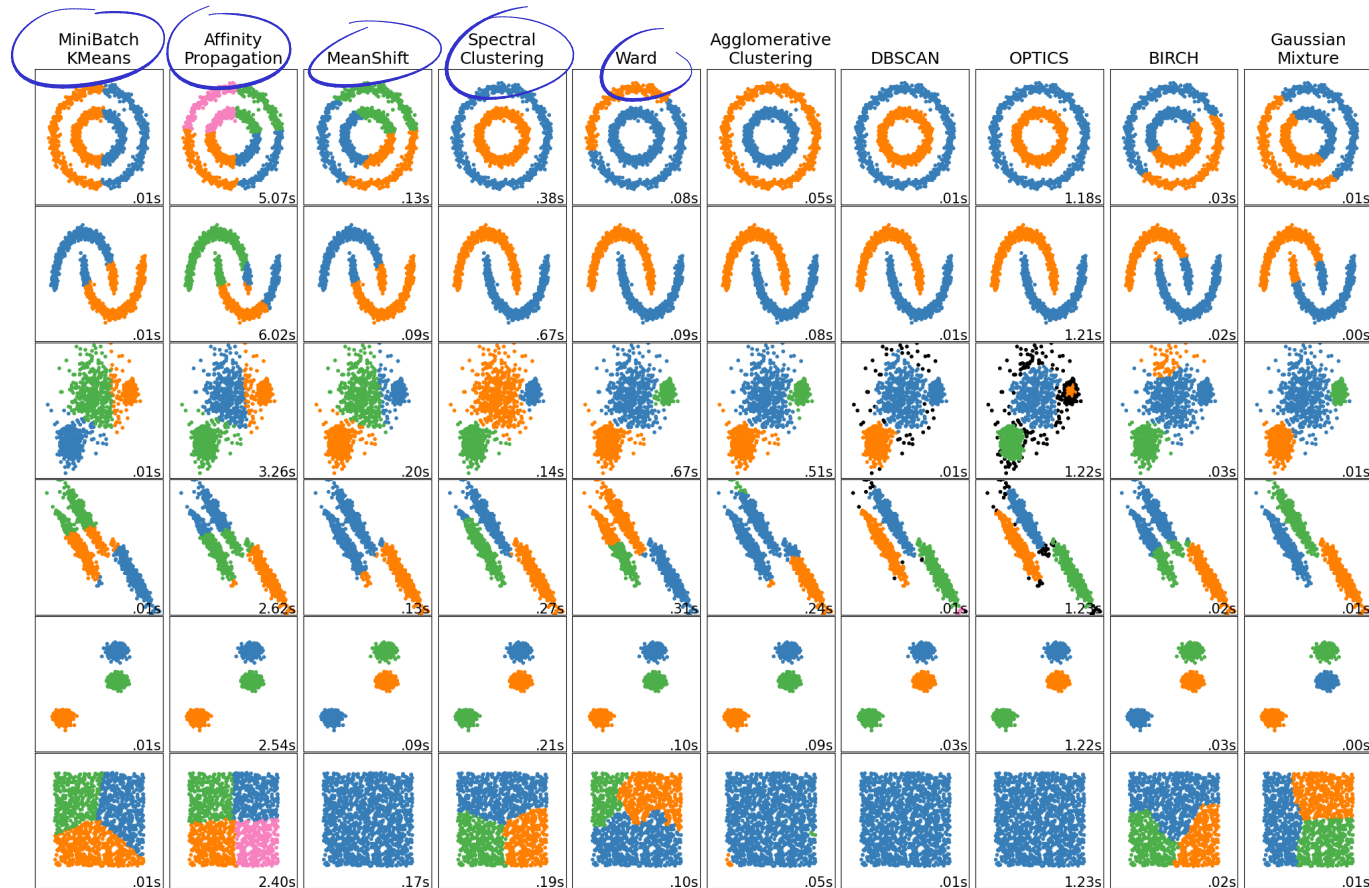 MiniBatch KMeans
Affinity Propagation
MeanShift
Spectral Clustering
Ward
Agglomerative Clustering
DBSCAN
OPTICS
BIRCH
Gaussian Mixture
.01s 5.07s .13s .38s .08s .05s .01s 1.18s .03s .01s
.01s 6.02s .09s .67s .09s .08s .01s 1.21s .02s .00s
.01s 3.26s .20s .14s .67s .51s .01s 1.22s .03s .01s
.01s 2.62s .13s .27s .31s .24s .01s 1.23s .02s .01s
.01s 2.54s .09s .21s .10s .09s .03s 1.22s .03s .00s
.01s 2.40s .17s .19s .10s .05s .01s 1.23s .02s .01s